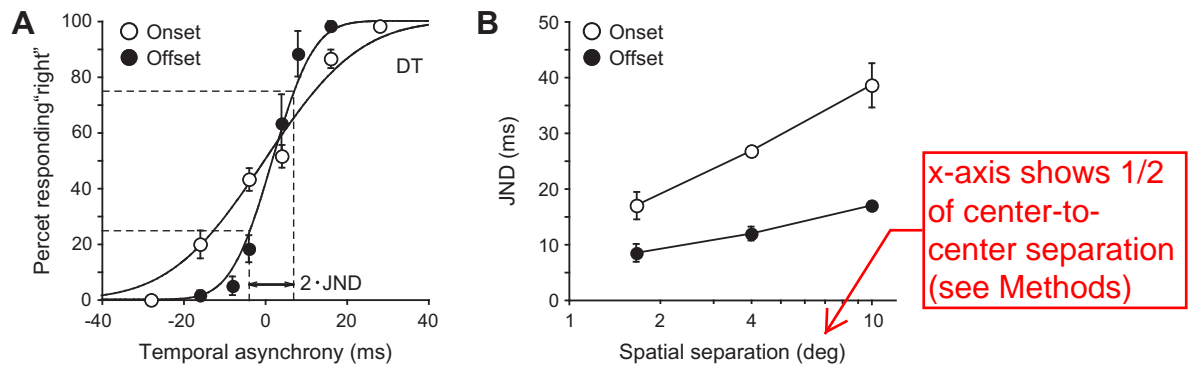 A
Onset
Offset
DT
Percet responding“right”
100
80
60
40
20
0
2·JND
-40
-20
0
20
40
Temporal asynchrony (ms)
B
Onset
Offset
JND (ms)
50
40
30
20
10
0
1
2
4
10
Spatial separation (deg)
x-axis shows 1/2
of center-to-
center separation
(see Methods)